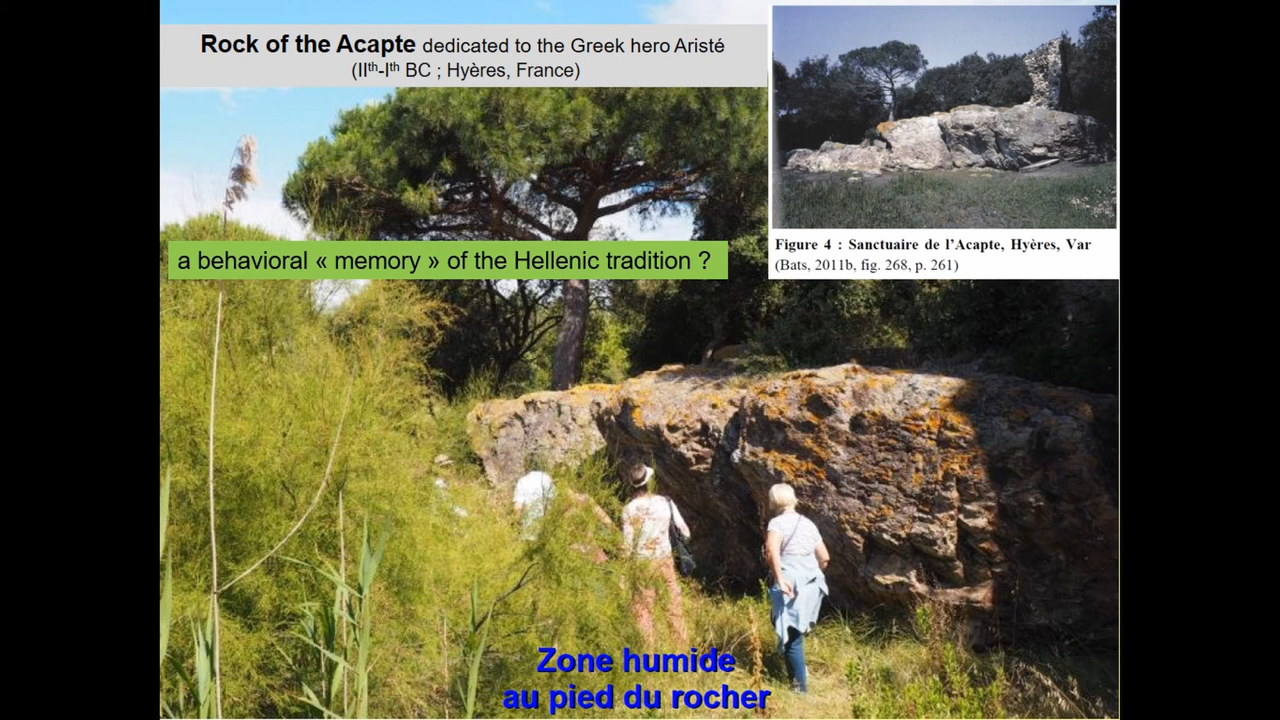 Rock of the Acapte dedicated to the Greek hero Aristé
(IIᵗʰ-Iᵗʰ BC ; Hyères, France)
a behavioral « memory » of the Hellenic tradition ?
Figure 4 : Sanctuaire de l'Acapte, Hyères, Var
(Bats, 2011b, fig. 268, p. 261)
Zone humide
au pied du rocher